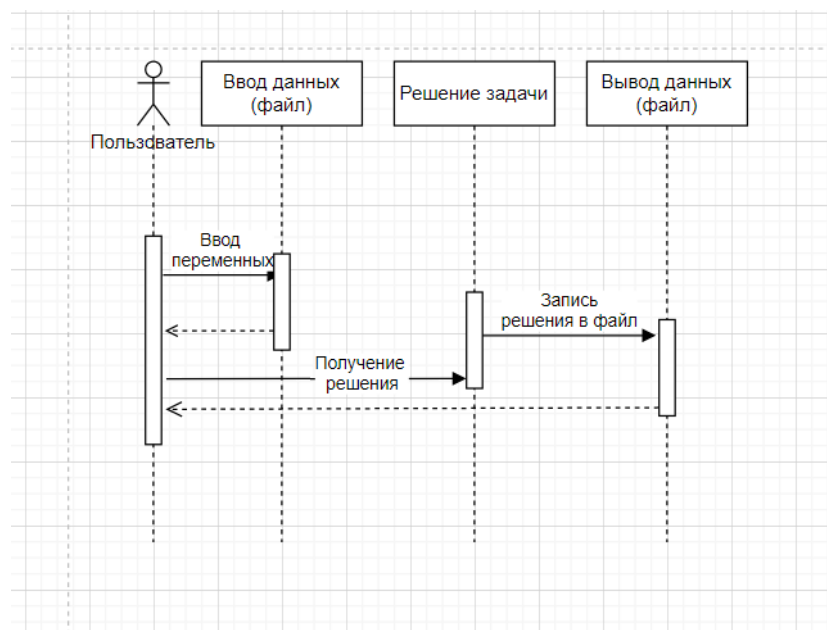 Ввод данных
(файл)
Решение задачи
Вывод данных
(файл)
Пользователь
Ввод
переменных
Запись
решения в файл
Получение
решения